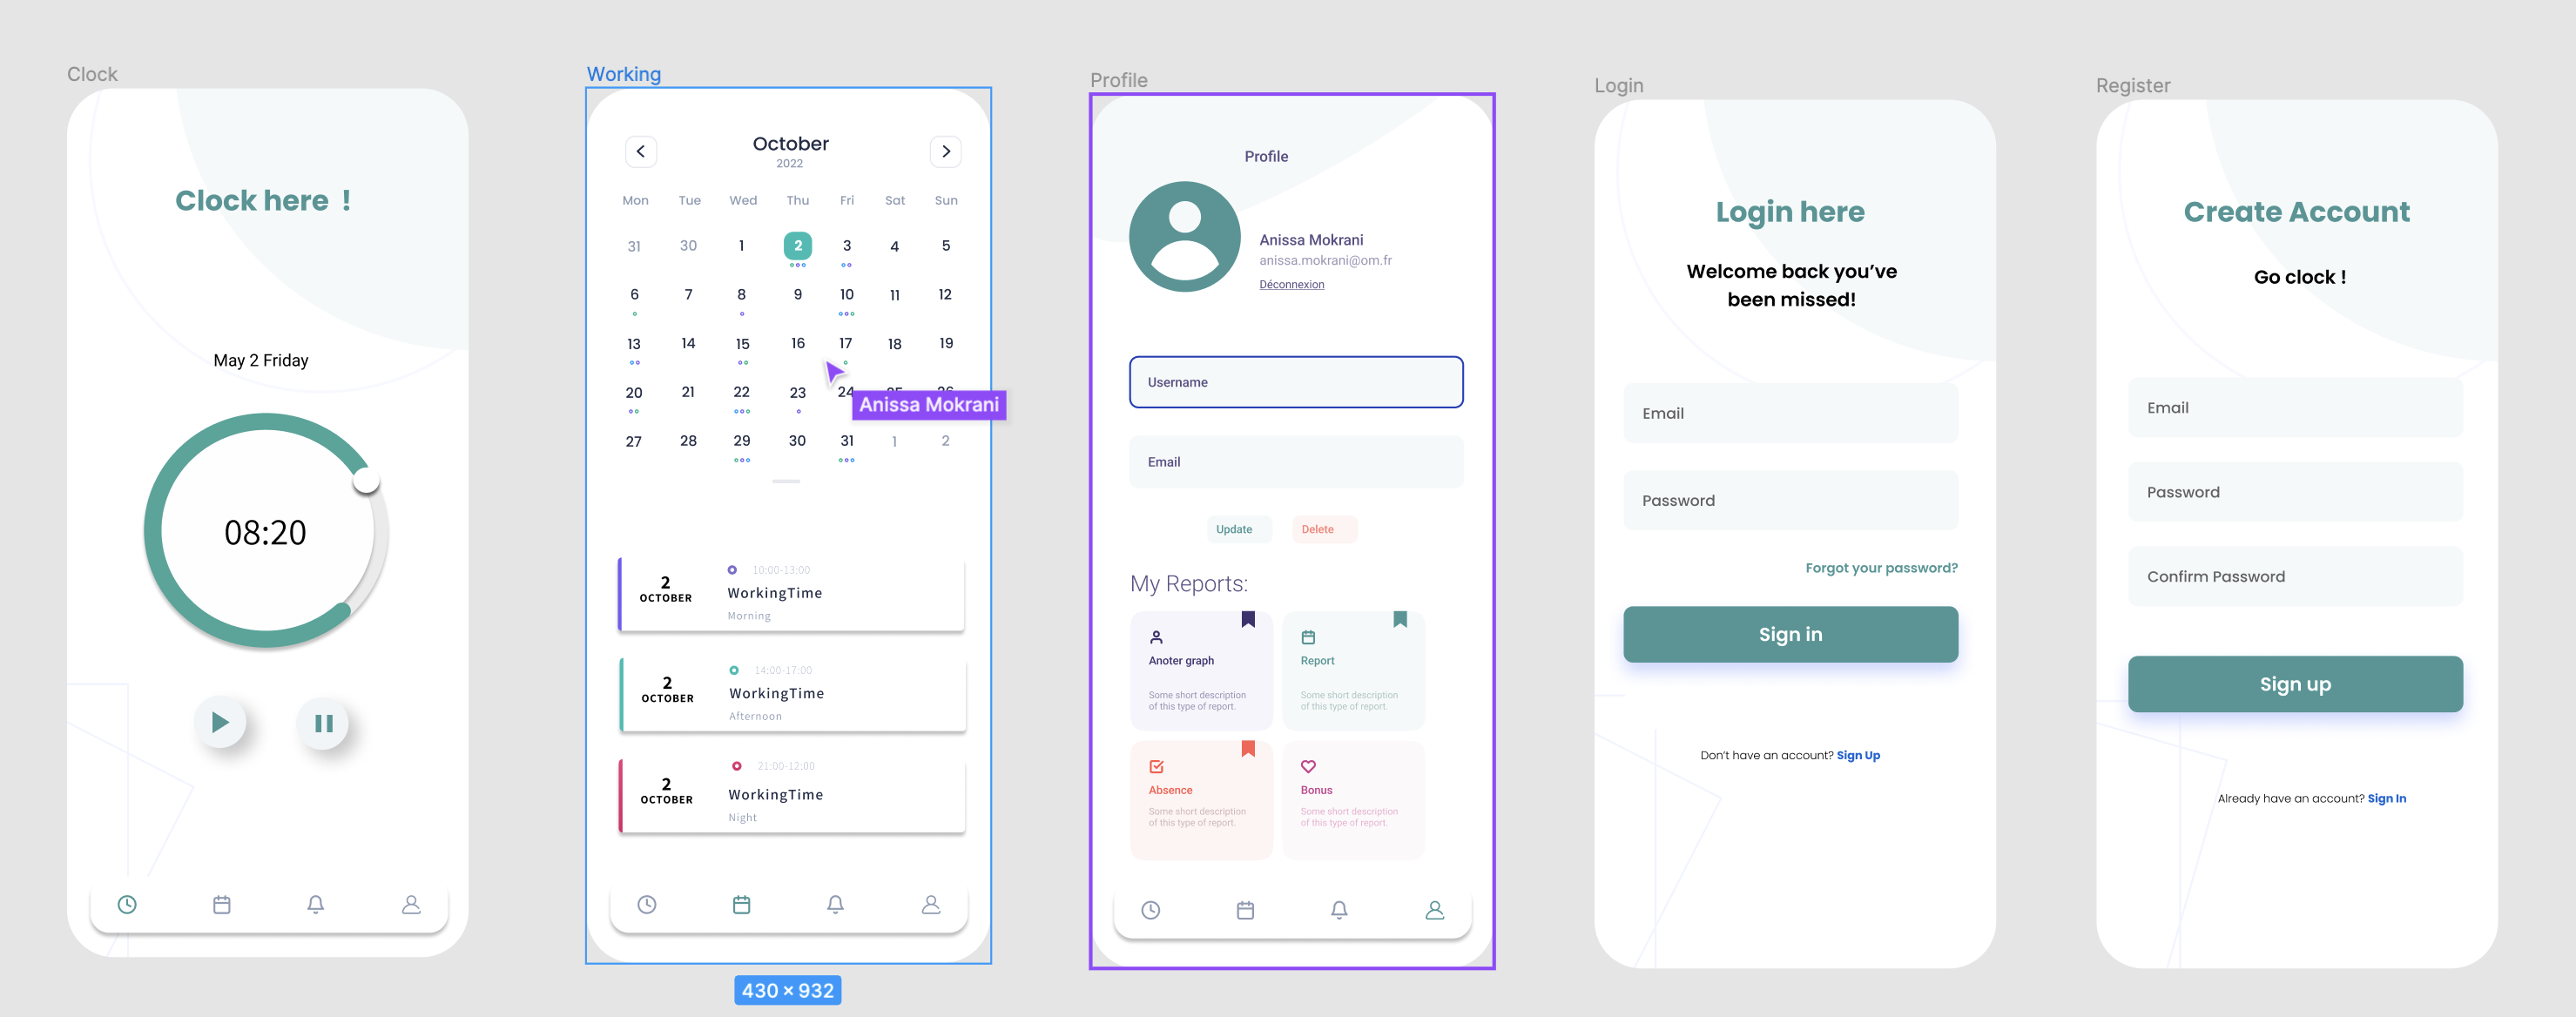 Clock
Clock here !
May 2 Friday
08:20
Working
October
2022
Mon Tue Wed Thu Fri Sat Sun
31 30 1 2 3 4 5
6 7 8 9 10 11 12
13 14 15 16 17 18 19
20 21 22 23 24 25 26
Anissa Mokrani
27 28 29 30 31 1 2
2
OCTOBER
10:00-13:00
WorkingTime
Morning
2
OCTOBER
14:00-17:00
WorkingTime
Afternoon
2
OCTOBER
21:00-12:00
WorkingTime
Night
430 × 932
Profile
Profile
Anissa Mokrani
anissa.mokrani@om.fr
Déconnexion
Username
Email
Update Delete
My Reports:
Anoter graph
Some short description
of this type of report.
Report
Some short description
of this type of report.
Absence
Some short description
of this type of report.
Bonus
Some short description
of this type of report.
Login
Login here
Welcome back you’ve
been missed!
Email
Password
Forgot your password?
Sign in
Don’t have an account? Sign Up
Register
Create Account
Go clock !
Email
Password
Confirm Password
Sign up
Already have an account? Sign In